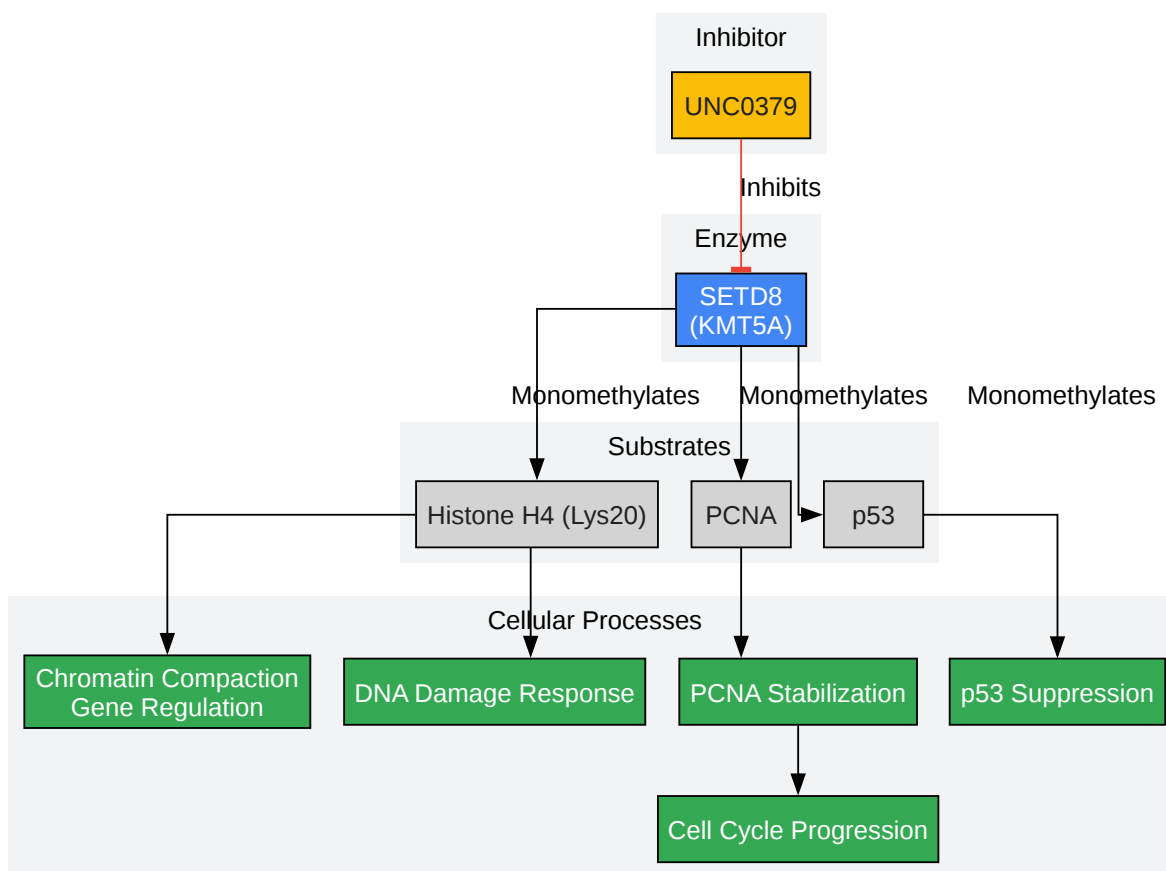 Inhibitor
UNC0379
Inhibits
Enzyme
SETD8
(KMT5A)
Monomethylates
Monomethylates
Monomethylates
Substrates
Histone H4 (Lys20)
PCNA
p53
Cellular Processes
Chromatin Compaction
Gene Regulation
DNA Damage Response
PCNA Stabilization
p53 Suppression
Cell Cycle Progression